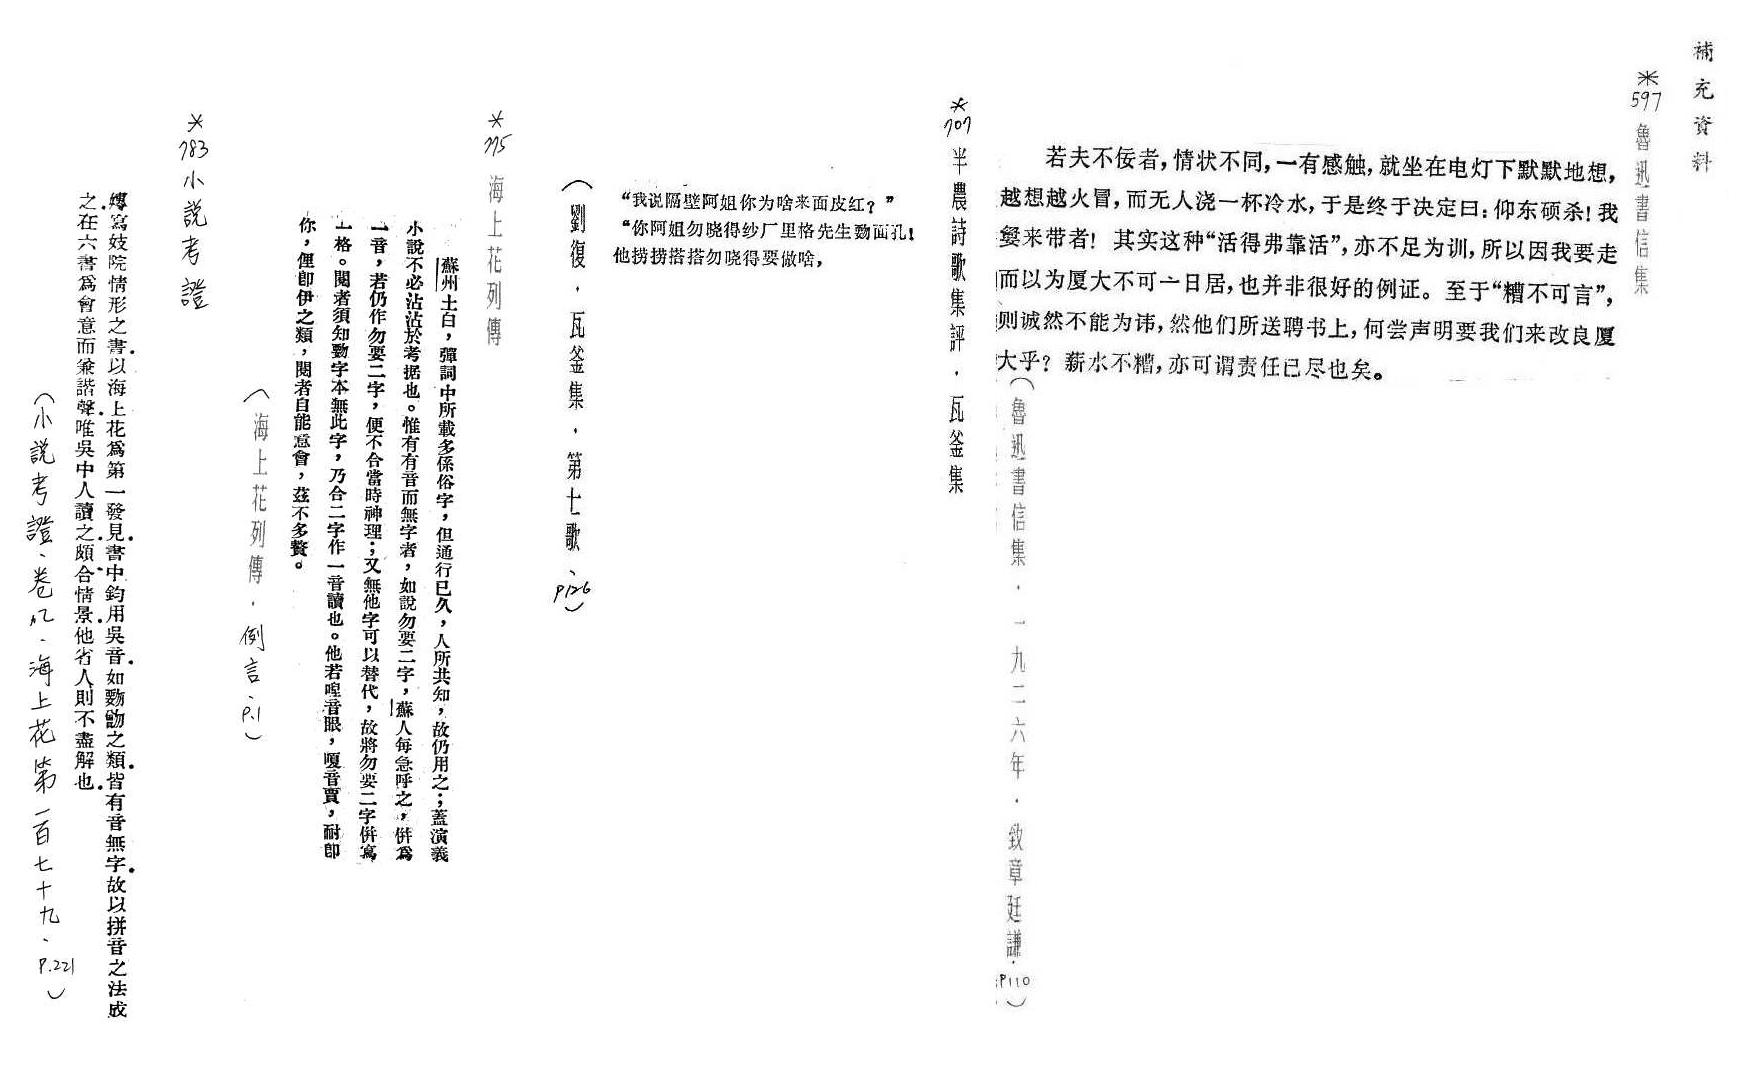 補充資料
*597 魯迅書信集
若夫不佞者，情状不同，一有感触，就坐在电灯下默默地想，
越想越火冒，而无人浇一杯冷水，于是终于决定曰：仰东硕杀！我
㜶来带者！其实这种“活得弗靠活”，亦不足为训，所以因我要走
而以为厦大不可一日居，也并非很好的例证。至于“糟不可言”，
则诚然不能为讳，然他们所送聘书上，何尝声明要我们来改良厦
大乎？薪水不糟，亦可谓责任已尽也矣。
（魯迅書信集．一九二六年．致章廷謙．P110）
*707 半農詩歌集評．瓦釜集
“我说隔壁阿姐你为啥来面皮红？”
“你阿姐勿晓得纱厂里格先生勠面孔！
他捞捞搭搭勿晓得要做啥，
（劉復．瓦釜集．第七歌、P126）
*775 海上花列傳
蘇州土白，彈詞中所載多係俗字，但通行已久，人所共知，故仍用之；蓋演義
小說不必沾沾於考据也。惟有有音而無字者，如說勿要二字，蘇人每急呼之，併爲
一音，若仍作勿要二字，便不合當時神理；又無他字可以替代，故將勿要二字併寫
一格。閱者須知覅字本無此字，乃合二字作一音讀也。他若㖸音眼，嗄音賈，耐卽
你，俚卽伊之類，閱者自能意會，茲不多贅。
（海上花列傳．例言、P.1）
*783 小說考證
專寫妓院情形之書以海上花爲第一發見書中鈞用吳音如覅朆之類皆有音無字故以拼音之法成
之在六書爲會意而兼諧聲唯吳中人讀之頗合情景他省人則不盡解也
（小說考證、卷九、海上花第一百七十九、P.221）